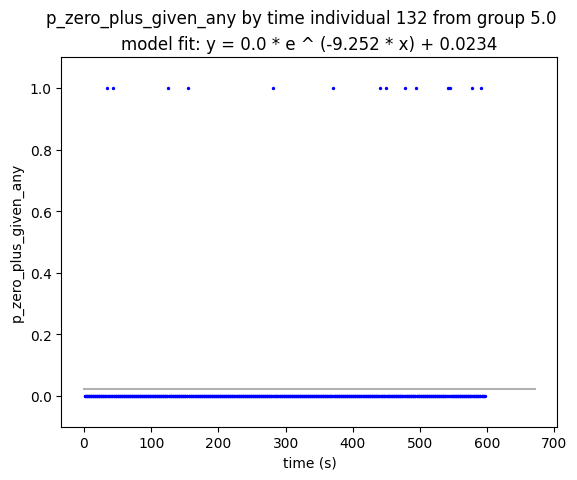 p_zero_plus_given_any by time individual 132 from group 5.0
model fit: y = 0.0 * e ^ (-9.252 * x) + 0.0234
1.0
0.8
0.6
0.4
0.2
0.0
p_zero_plus_given_any
0 100 200 300 400 500 600 700
time (s)